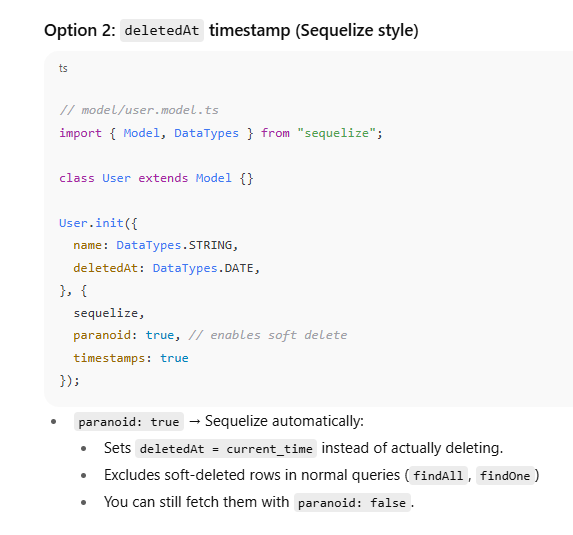 Option 2: deletedAt timestamp (Sequelize style)
ts
// model/user.model.ts
import { Model, DataTypes } from "sequelize";
class User extends Model {}
User.init({
  name: DataTypes.STRING,
  deletedAt: DataTypes.DATE,
}, {
  sequelize,
  paranoid: true, // enables soft delete
  timestamps: true
});
• paranoid: true → Sequelize automatically:
• Sets deletedAt = current_time instead of actually deleting.
• Excludes soft-deleted rows in normal queries ( findAll , findOne )
• You can still fetch them with paranoid: false .